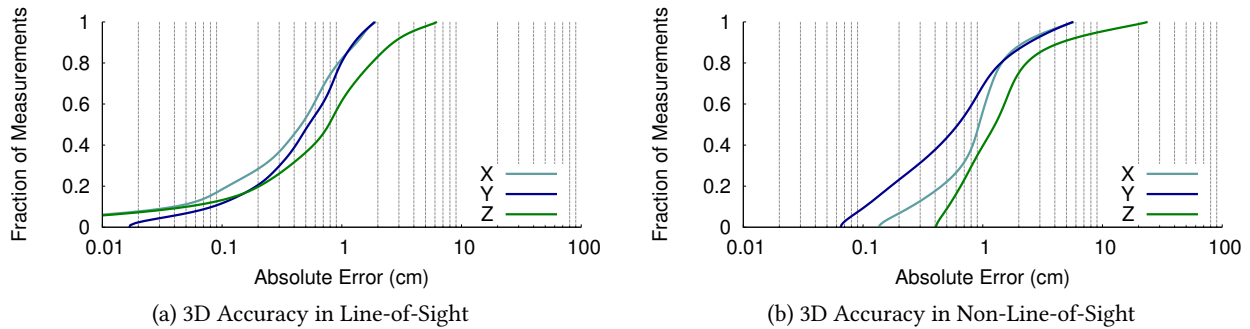 Fraction of Measurements
1
0.8
0.6
0.4
0.2
0
X
Y
Z
0.01 0.1 1 10 100
Absolute Error (cm)
(a) 3D Accuracy in Line-of-Sight
Fraction of Measurements
1
0.8
0.6
0.4
0.2
0
X
Y
Z
0.01 0.1 1 10 100
Absolute Error (cm)
(b) 3D Accuracy in Non-Line-of-Sight